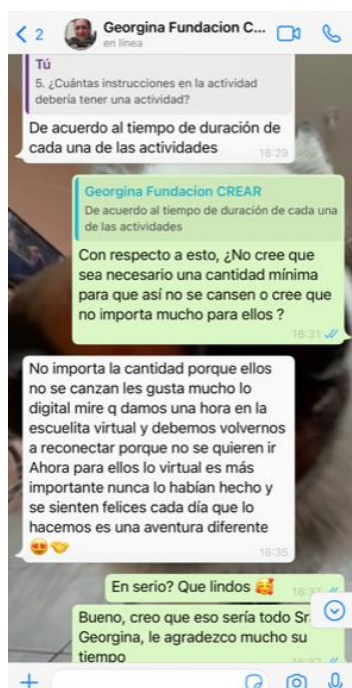 2
Georgina Fundacion C...
en línea
Tú
5. ¿Cuántas instrucciones en la actividad
debería tener una actividad?
De acuerdo al tiempo de duración de
cada una de las actividades
16:29
Georgina Fundacion CREAR
De acuerdo al tiempo de duración de cada una
de las actividades
Con respecto a esto, ¿No cree que
sea necesario una cantidad mínima
para que así no se cansen o cree que
no importa mucho para ellos ?
16:31
No importa la cantidad porque ellos
no se canzan les gusta mucho lo
digital mire q damos una hora en la
escuelita virtual y debemos volvernos
a reconectar porque no se quieren ir
Ahora para ellos lo virtual es más
importante nunca lo habían hecho y
se sienten felices cada día que lo
hacemos es una aventura diferente
😍🤝
16:35
En serio? Que lindos 🥰
16:37
Bueno, creo que eso sería todo Sr
Georgina, le agradezco mucho su
tiempo